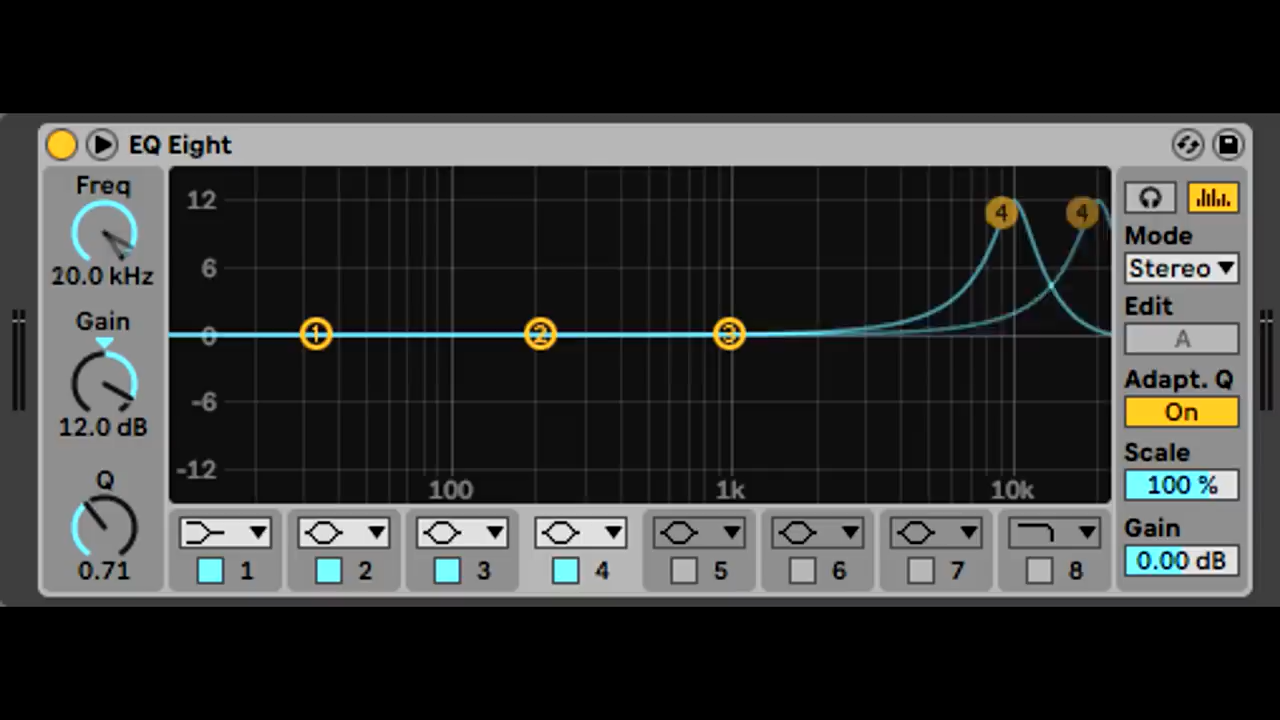 EQ Eight
Freq
20.0 kHz
Gain
12.0 dB
Q
0.71
12
6
0
-6
-12
100 1k 10k
1 2 3 4 4
1 2 3 4 5 6 7 8
Mode
Stereo
Edit
A
Adapt. Q
On
Scale
100 %
Gain
0.00 dB